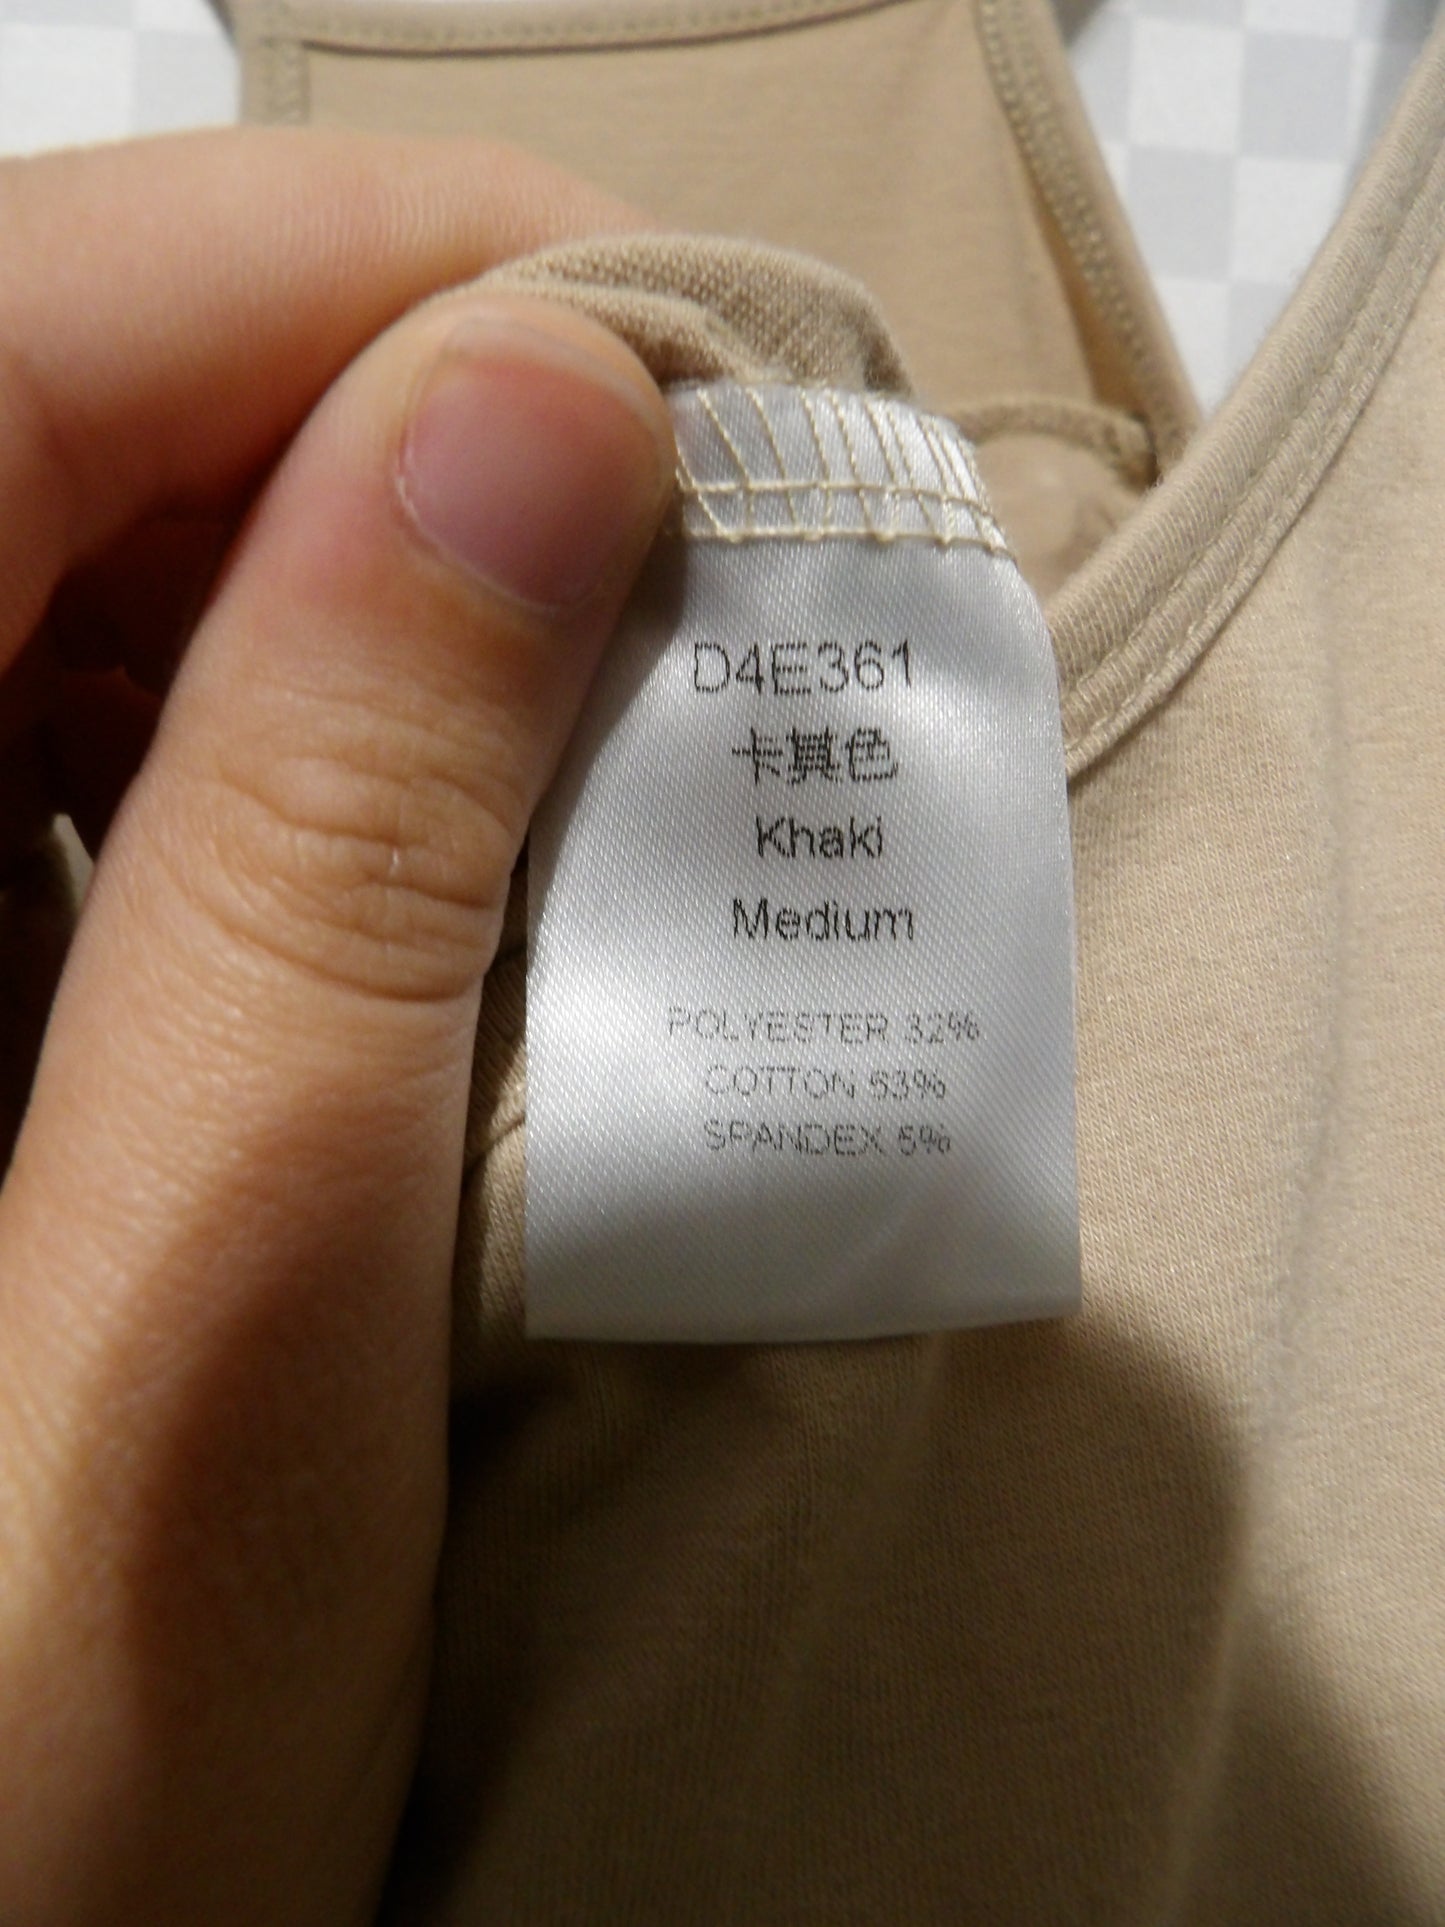 D4E361
卡其色
Khaki
Medium
POLYESTER 32%
COTTON 63%
SPANDEX 5%